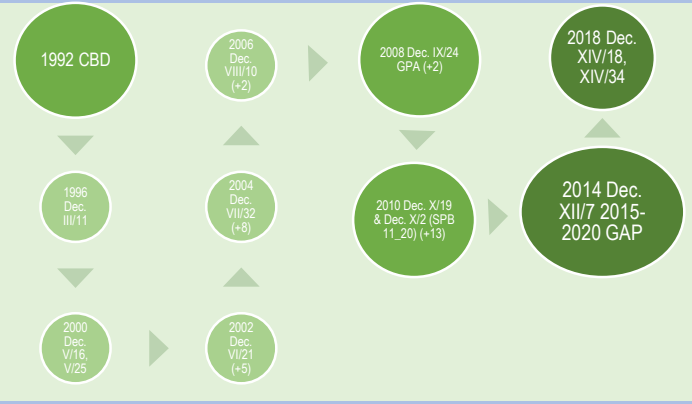 1992 CBD
1996
Dec.
III/11
2000
Dec.
V/16,
V/25
2002
Dec.
VI/21
(+5)
2004
Dec.
VII/32
(+8)
2006
Dec.
VIII/10
(+2)
2008 Dec. IX/24
GPA (+2)
2010 Dec. X/19
& Dec. X/2 (SPB
11_20) (+13)
2014 Dec.
XII/7 2015-
2020 GAP
2018 Dec.
XIV/18,
XIV/34